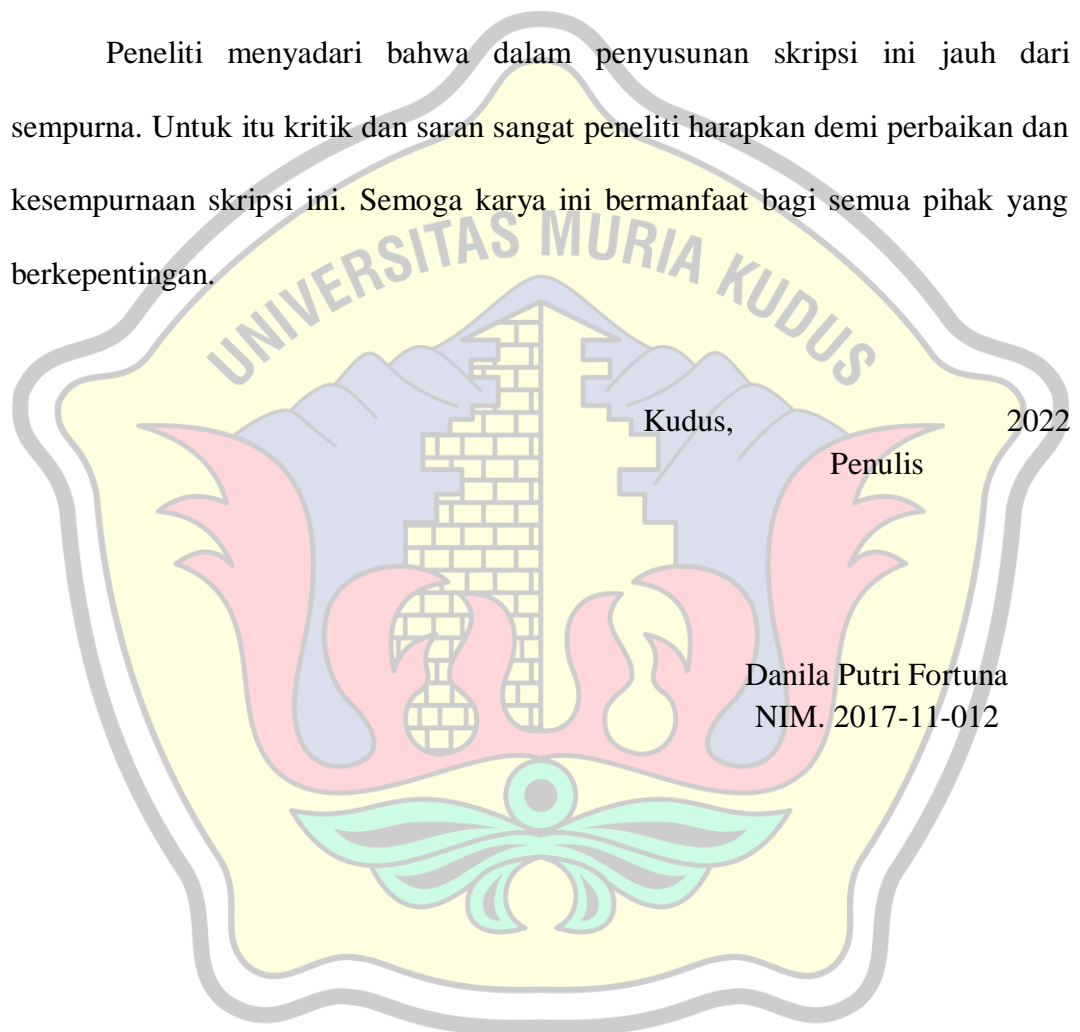 Peneliti menyadari bahwa dalam penyusunan skripsi ini jauh dari
sempurna. Untuk itu kritik dan saran sangat peneliti harapkan demi perbaikan dan
kesempurnaan skripsi ini. Semoga karya ini bermanfaat bagi semua pihak yang
berkepentingan.
UNIVERSITAS MURIA KUDUS
Kudus, 2022
Penulis
Danila Putri Fortuna
NIM. 2017-11-012